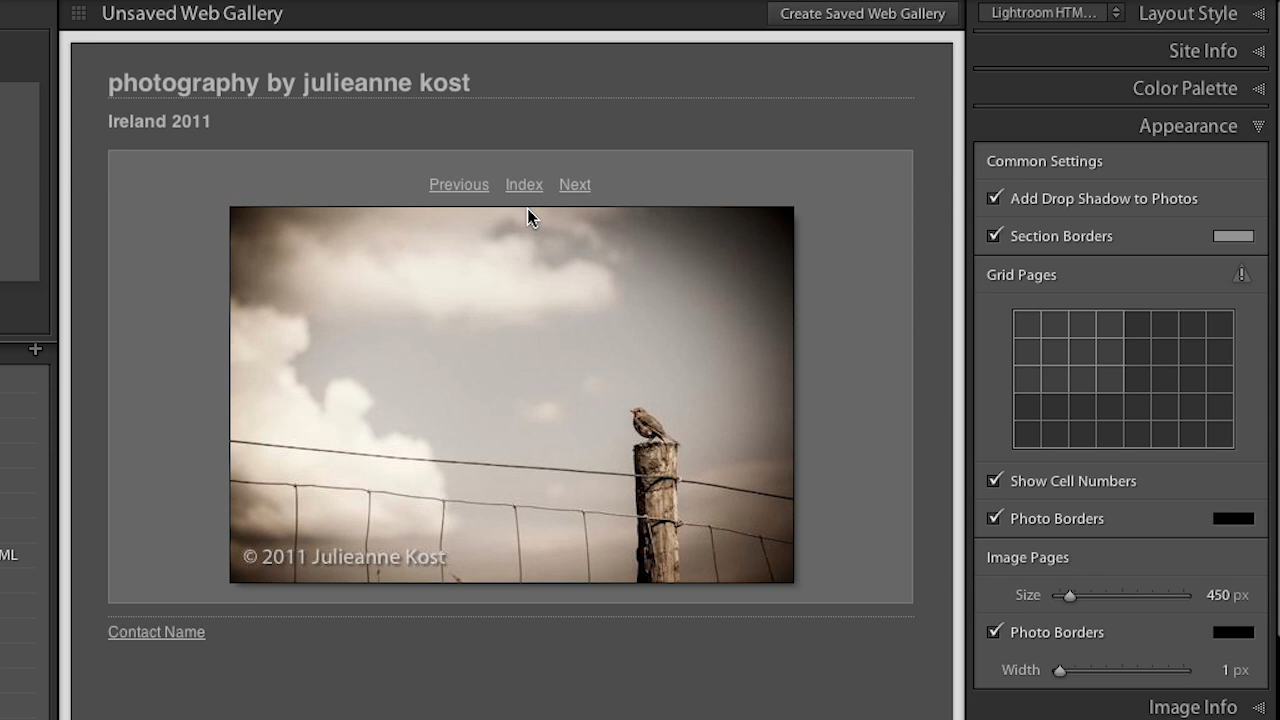 Unsaved Web Gallery
Create Saved Web Gallery
Lightroom HTM...
Layout Style
Site Info
Color Palette
Appearance
photography by julieanne kost
Ireland 2011
Previous Index Next
© 2011 Julieanne Kost
Contact Name
ML
Common Settings
Add Drop Shadow to Photos
Section Borders
Grid Pages
Show Cell Numbers
Photo Borders
Image Pages
Size 450 px
Photo Borders
Width 1 px
Image Info